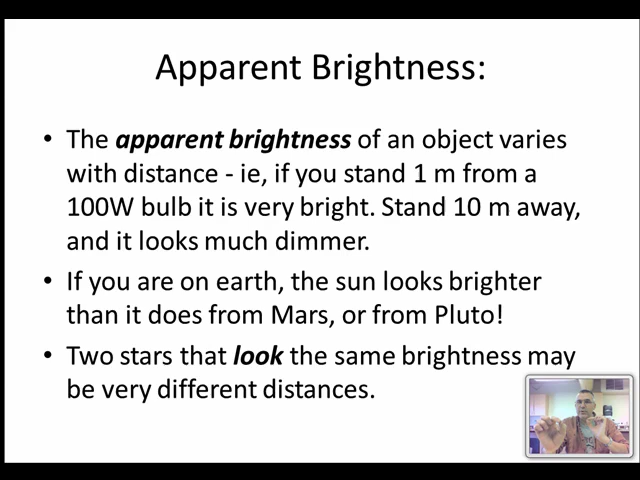 Apparent Brightness:
• The apparent brightness of an object varies
with distance - ie, if you stand 1 m from a
100W bulb it is very bright. Stand 10 m away,
and it looks much dimmer.
• If you are on earth, the sun looks brighter
than it does from Mars, or from Pluto!
• Two stars that look the same brightness may
be very different distances.